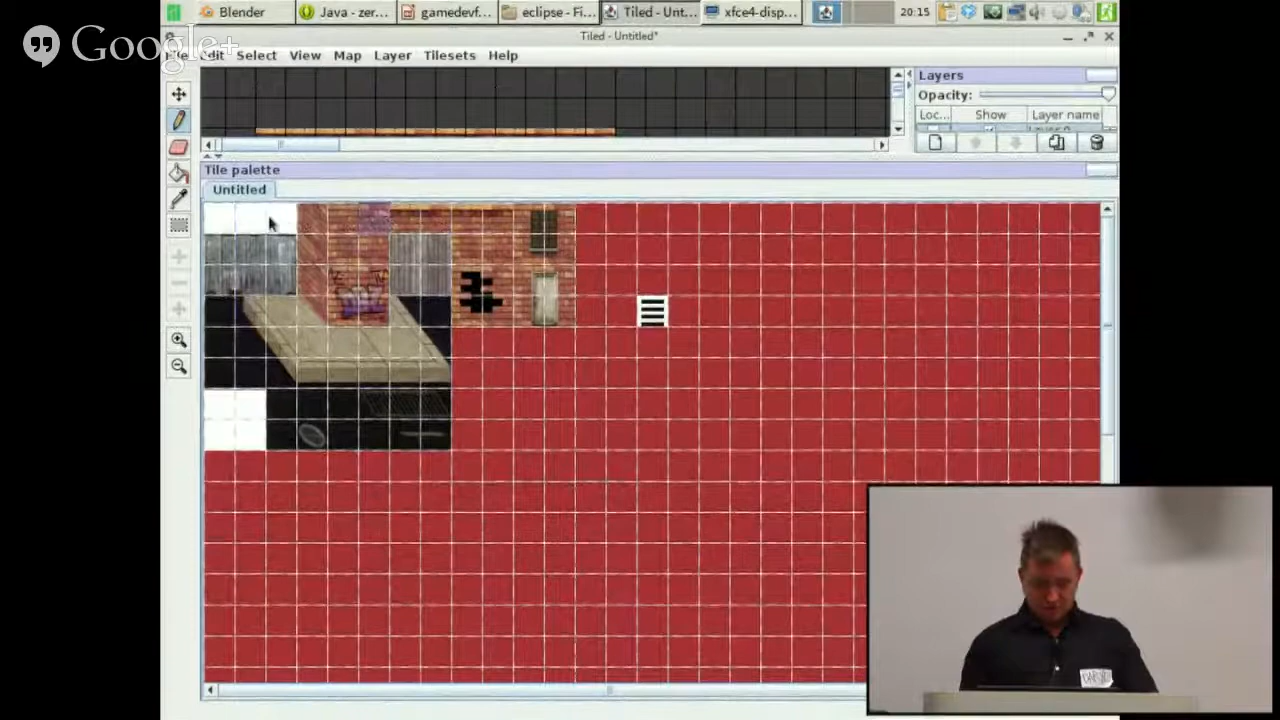 Blender
Java - zer...
gamedevf...
eclipse - Fi...
Tiled - Unt...
xfce4-disp...
20:15
Tiled - Untitled*
Google+
Edit
Select
View
Map
Layer
Tilesets
Help
Layers
Opacity:
Loc...
Show
Layer name
Tile palette
Untitled